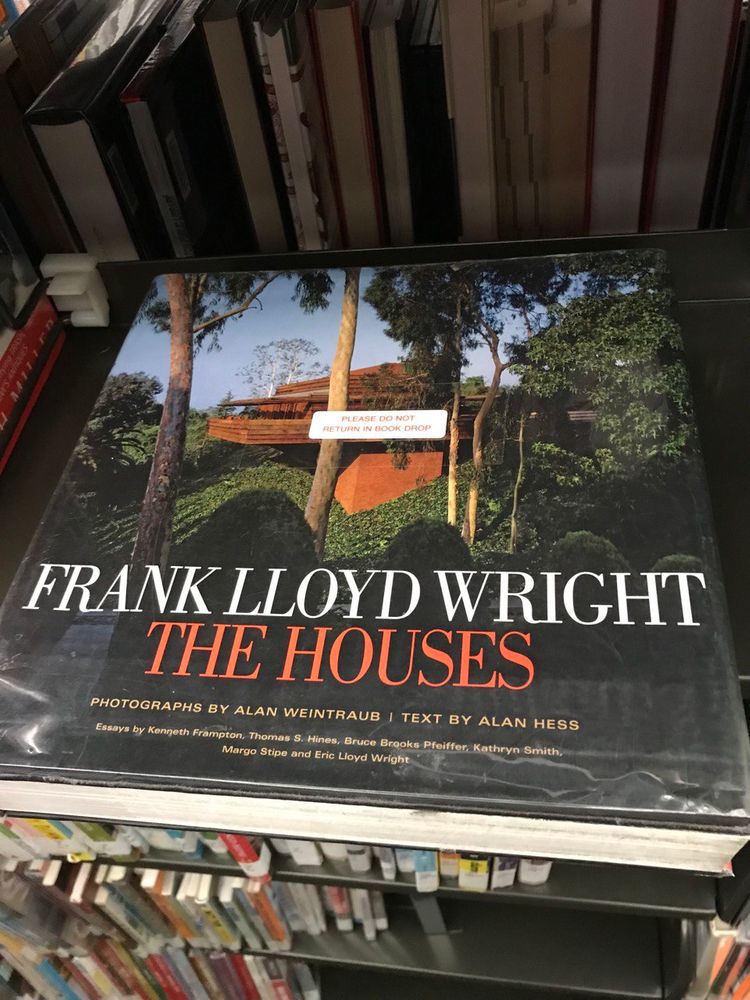 PLEASE DO NOT
RETURN IN BOOK DROP
FRANK LLOYD WRIGHT
THE HOUSES
PHOTOGRAPHS BY ALAN WEINTRAUB | TEXT BY ALAN HESS
Essays by Kenneth Frampton, Thomas S. Hines, Bruce Brooks Pfeiffer, Kathryn Smith,
Margo Stipe and Eric Lloyd Wright